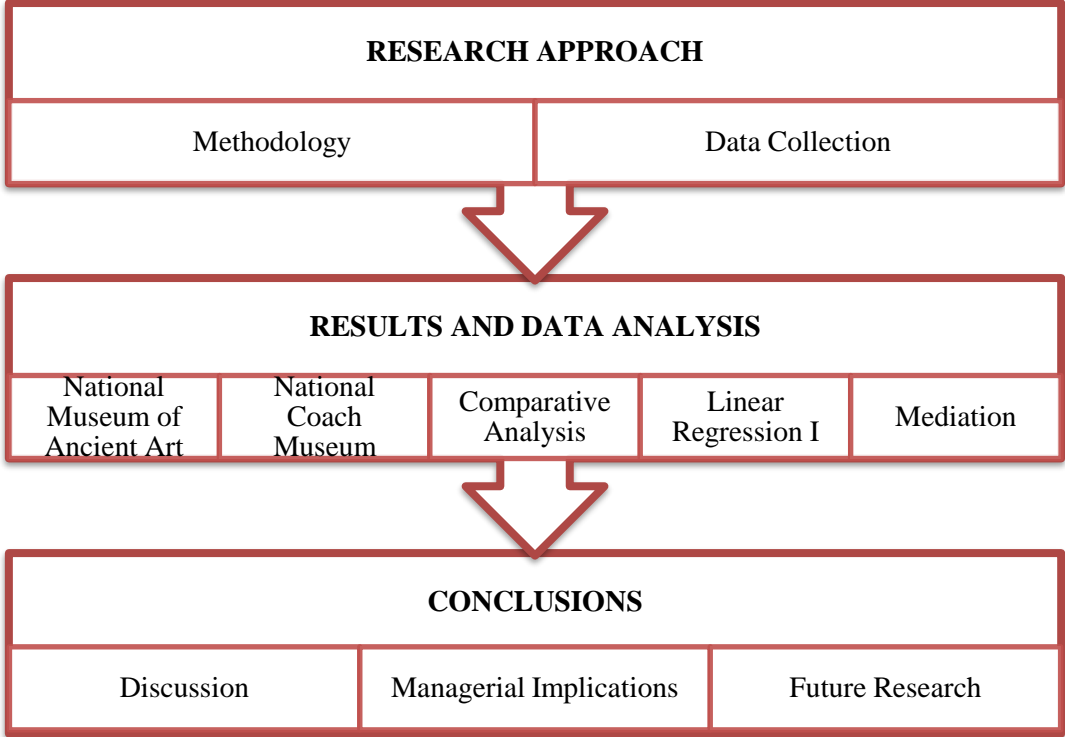 RESEARCH APPROACH
Methodology
Data Collection
RESULTS AND DATA ANALYSIS
National
Museum of
Ancient Art
National
Coach
Museum
Comparative
Analysis
Linear
Regression I
Mediation
CONCLUSIONS
Discussion
Managerial Implications
Future Research